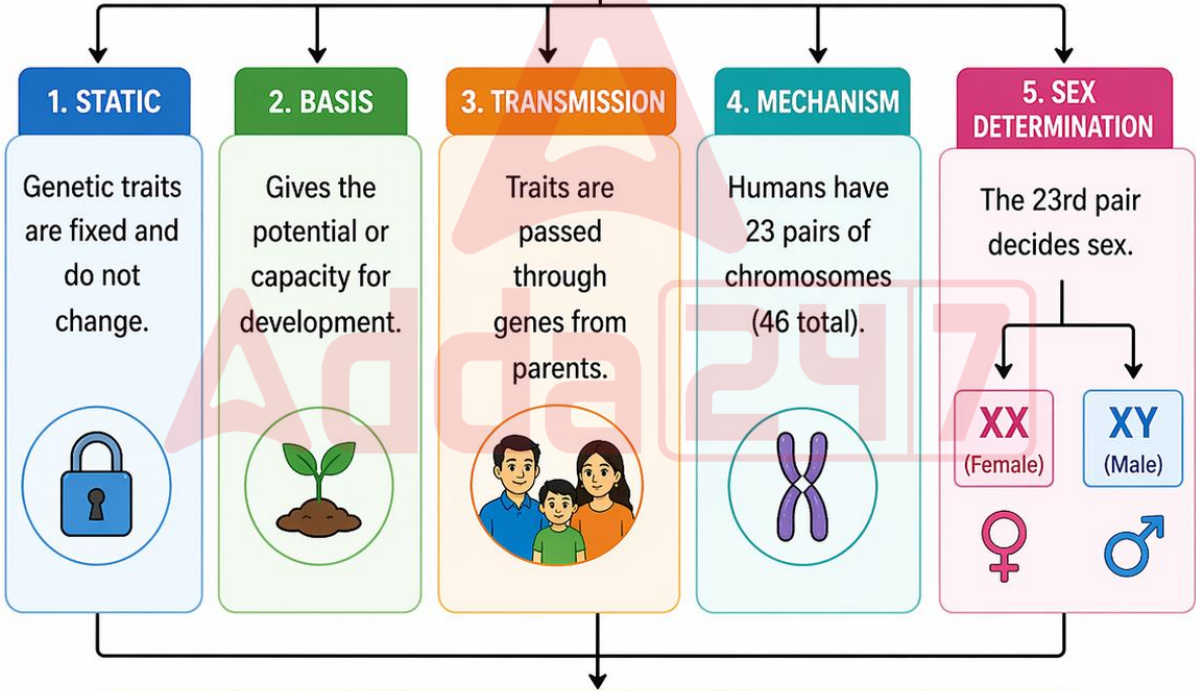 1. STATIC
Genetic traits
are fixed and
do not
change.
2. BASIS
Gives the
potential or
capacity for
development.
3. TRANSMISSION
Traits are
passed
through
genes from
parents.
4. MECHANISM
Humans have
23 pairs of
chromosomes
(46 total).
5. SEX
DETERMINATION
The 23rd pair
decides sex.
XX
(Female)
XY
(Male)
Adda247